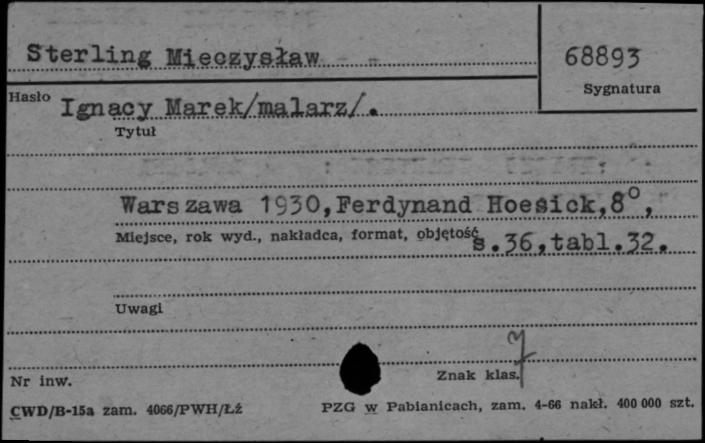 Sterling Mieczysław
68893
Sygnatura
Hasło
Ignacy Marek/malarz/.
Tytuł
Warszawa 1930,Ferdynand Hoesick,8°,
Miejsce, rok wyd., nakładca, format, objętość
s.36,tabl.32.
Uwagi
7
Nr inw.
Znak klas.
CWD/B-15a zam. 4066/PWH/Łź
PZG w Pabianicach, zam. 4-66 nakł. 400 000 szt.